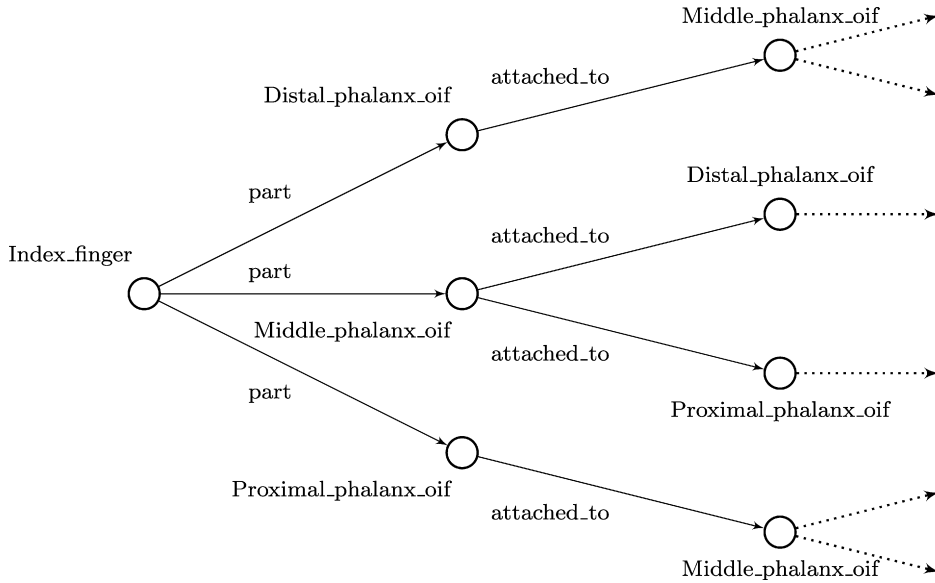 Middle_phalanx_oif
attached_to
Distal_phalanx_oif
Distal_phalanx_oif
part
attached_to
Index_finger
part
Middle_phalanx_oif
attached_to
part
Proximal_phalanx_oif
Proximal_phalanx_oif
attached_to
Middle_phalanx_oif